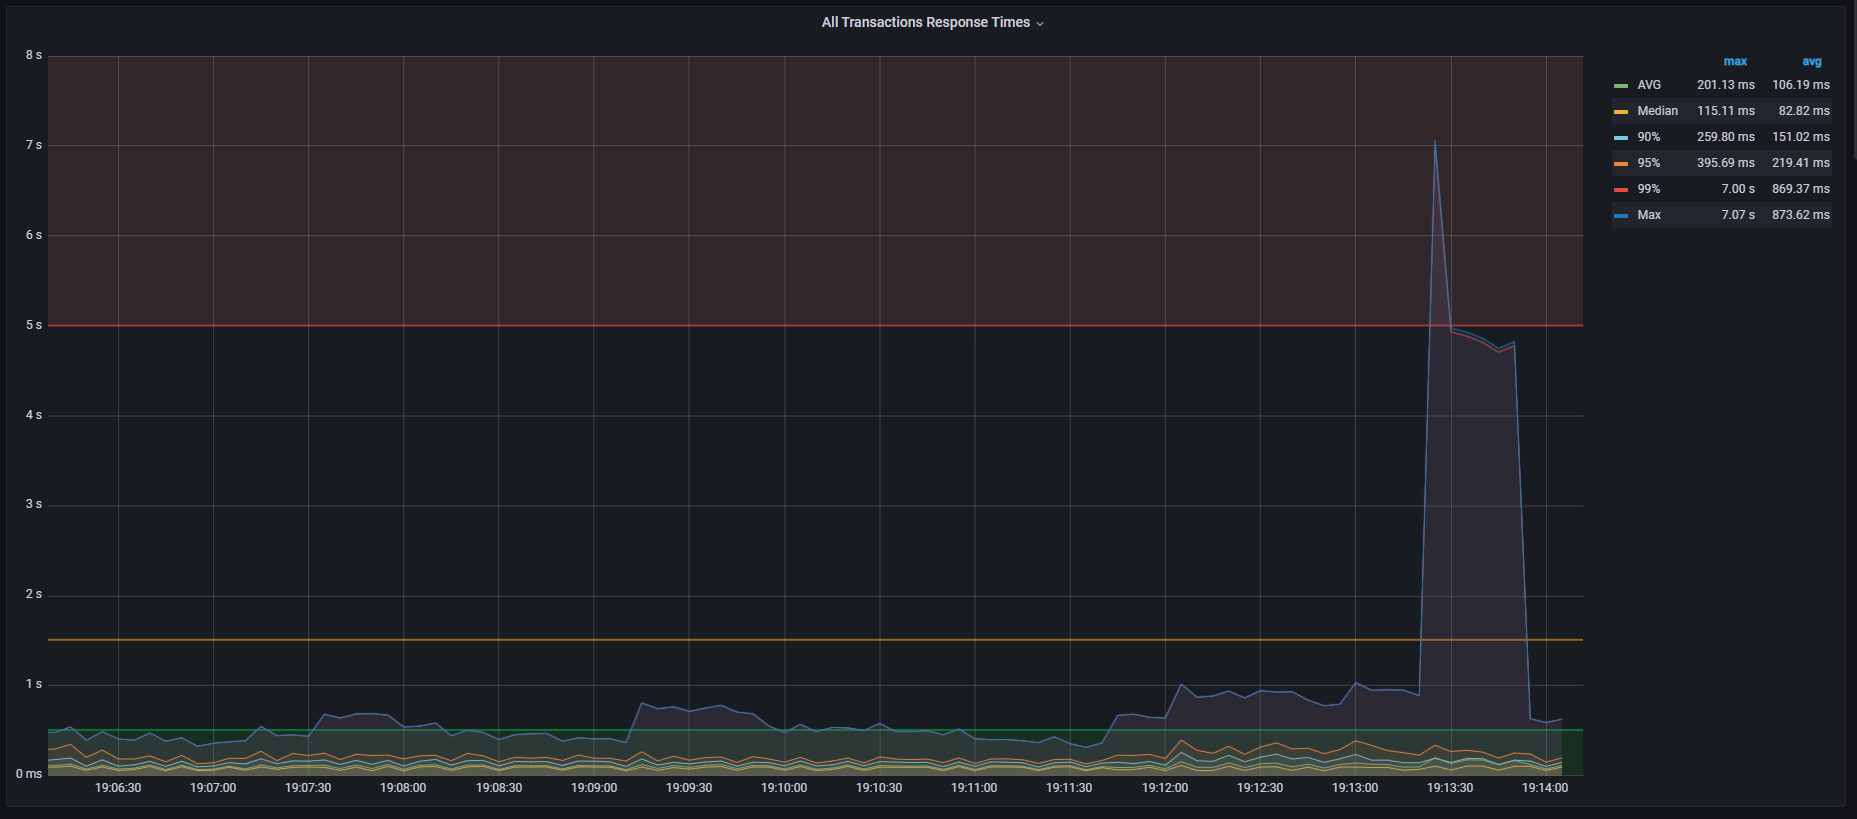 All Transactions Response Times
8 s
7 s
6 s
5 s
4 s
3 s
2 s
1 s
0 ms
19:06:30 19:07:00 19:07:30 19:08:00 19:08:30 19:09:00 19:09:30 19:10:00 19:10:30 19:11:00 19:11:30 19:12:00 19:12:30 19:13:00 19:13:30 19:14:00
max avg
AVG 201.13 ms 106.19 ms
Median 115.11 ms 82.82 ms
90% 259.80 ms 151.02 ms
95% 395.69 ms 219.41 ms
99% 7.00 s 869.37 ms
Max 7.07 s 873.62 ms